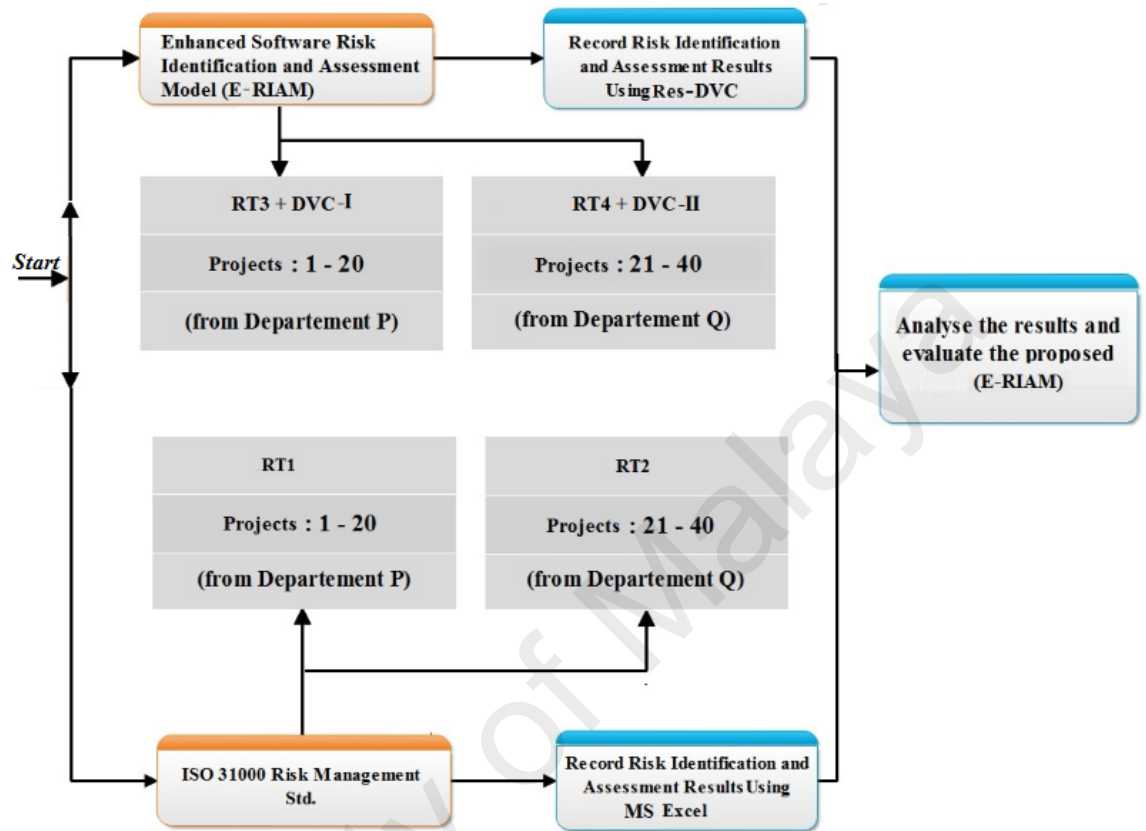 Enhanced Software Risk
Identification and Assessment
Model (E-RIAM)
Record Risk Identification
and Assessment Results
Using Res-DVC
RT3 + DVC-I
Projects : 1 - 20
(from Departement P)
RT4 + DVC-II
Projects : 21 - 40
(from Departement Q)
Start
Analyse the results and
evaluate the proposed
(E-RIAM)
RT1
Projects : 1 - 20
(from Departement P)
RT2
Projects : 21 - 40
(from Departement Q)
ISO 31000 Risk Management
Std.
Record Risk Identification and
Assessment Results Using
MS Excel
y of Malaya